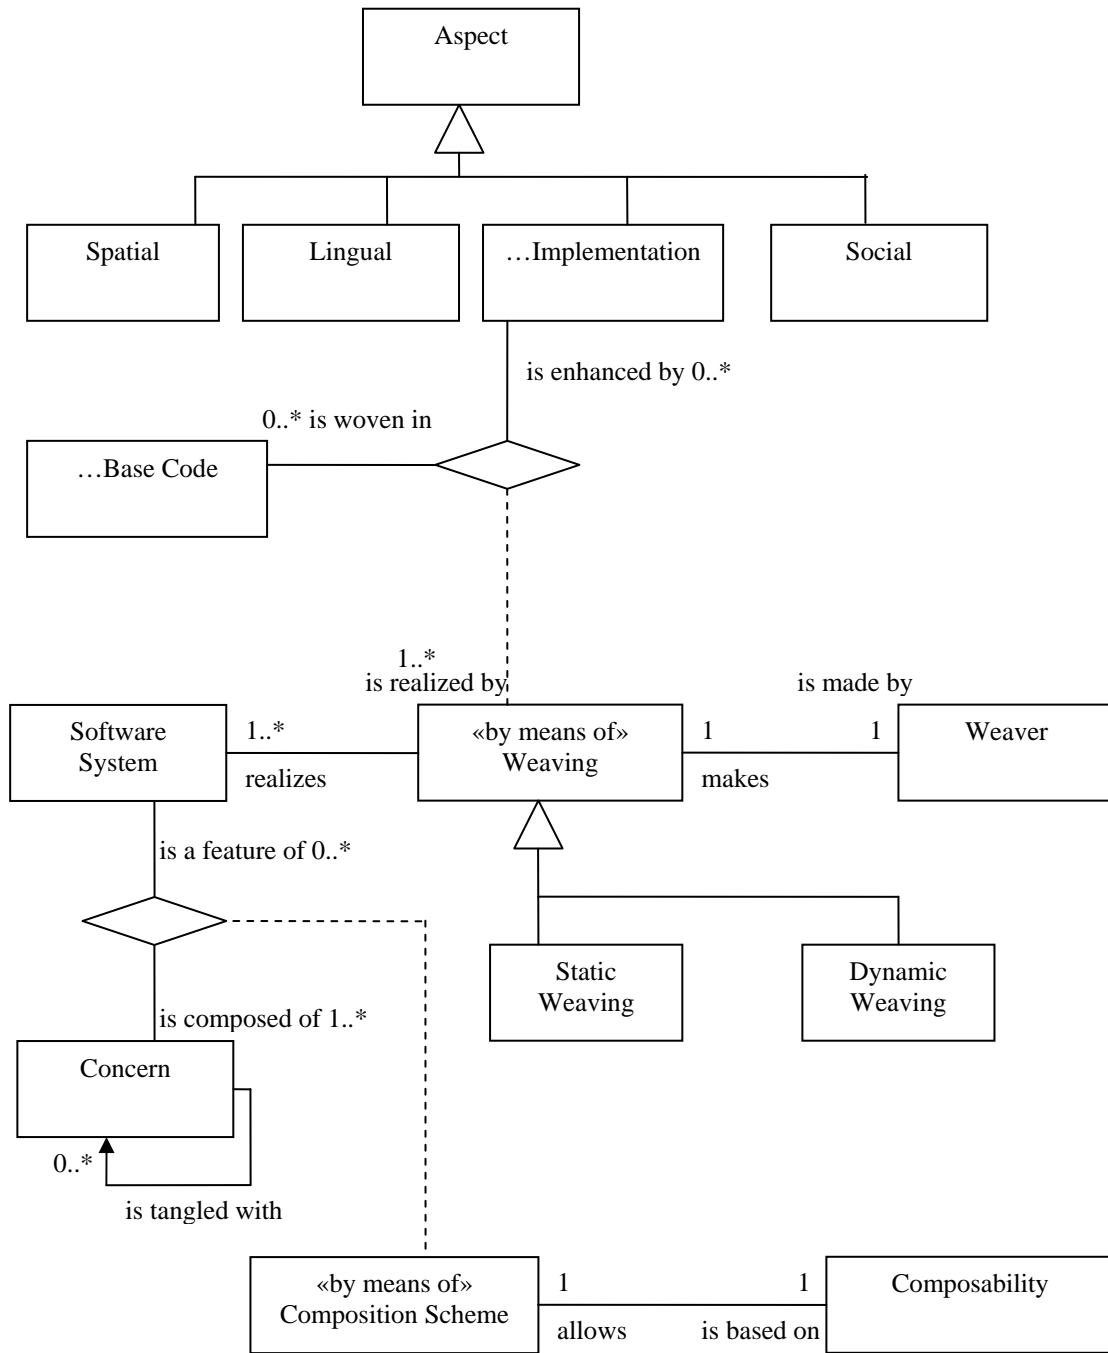 Aspect
Spatial
Lingual
…Implementation
Social
is enhanced by 0..*
0..* is woven in
…Base Code
1..*
is realized by
is made by
Software
System
1..*
realizes
«by means of»
Weaving
1
makes
1
Weaver
is a feature of 0..*
Static
Weaving
Dynamic
Weaving
is composed of 1..*
Concern
0..*
is tangled with
«by means of»
Composition Scheme
1
allows
1
is based on
Composability